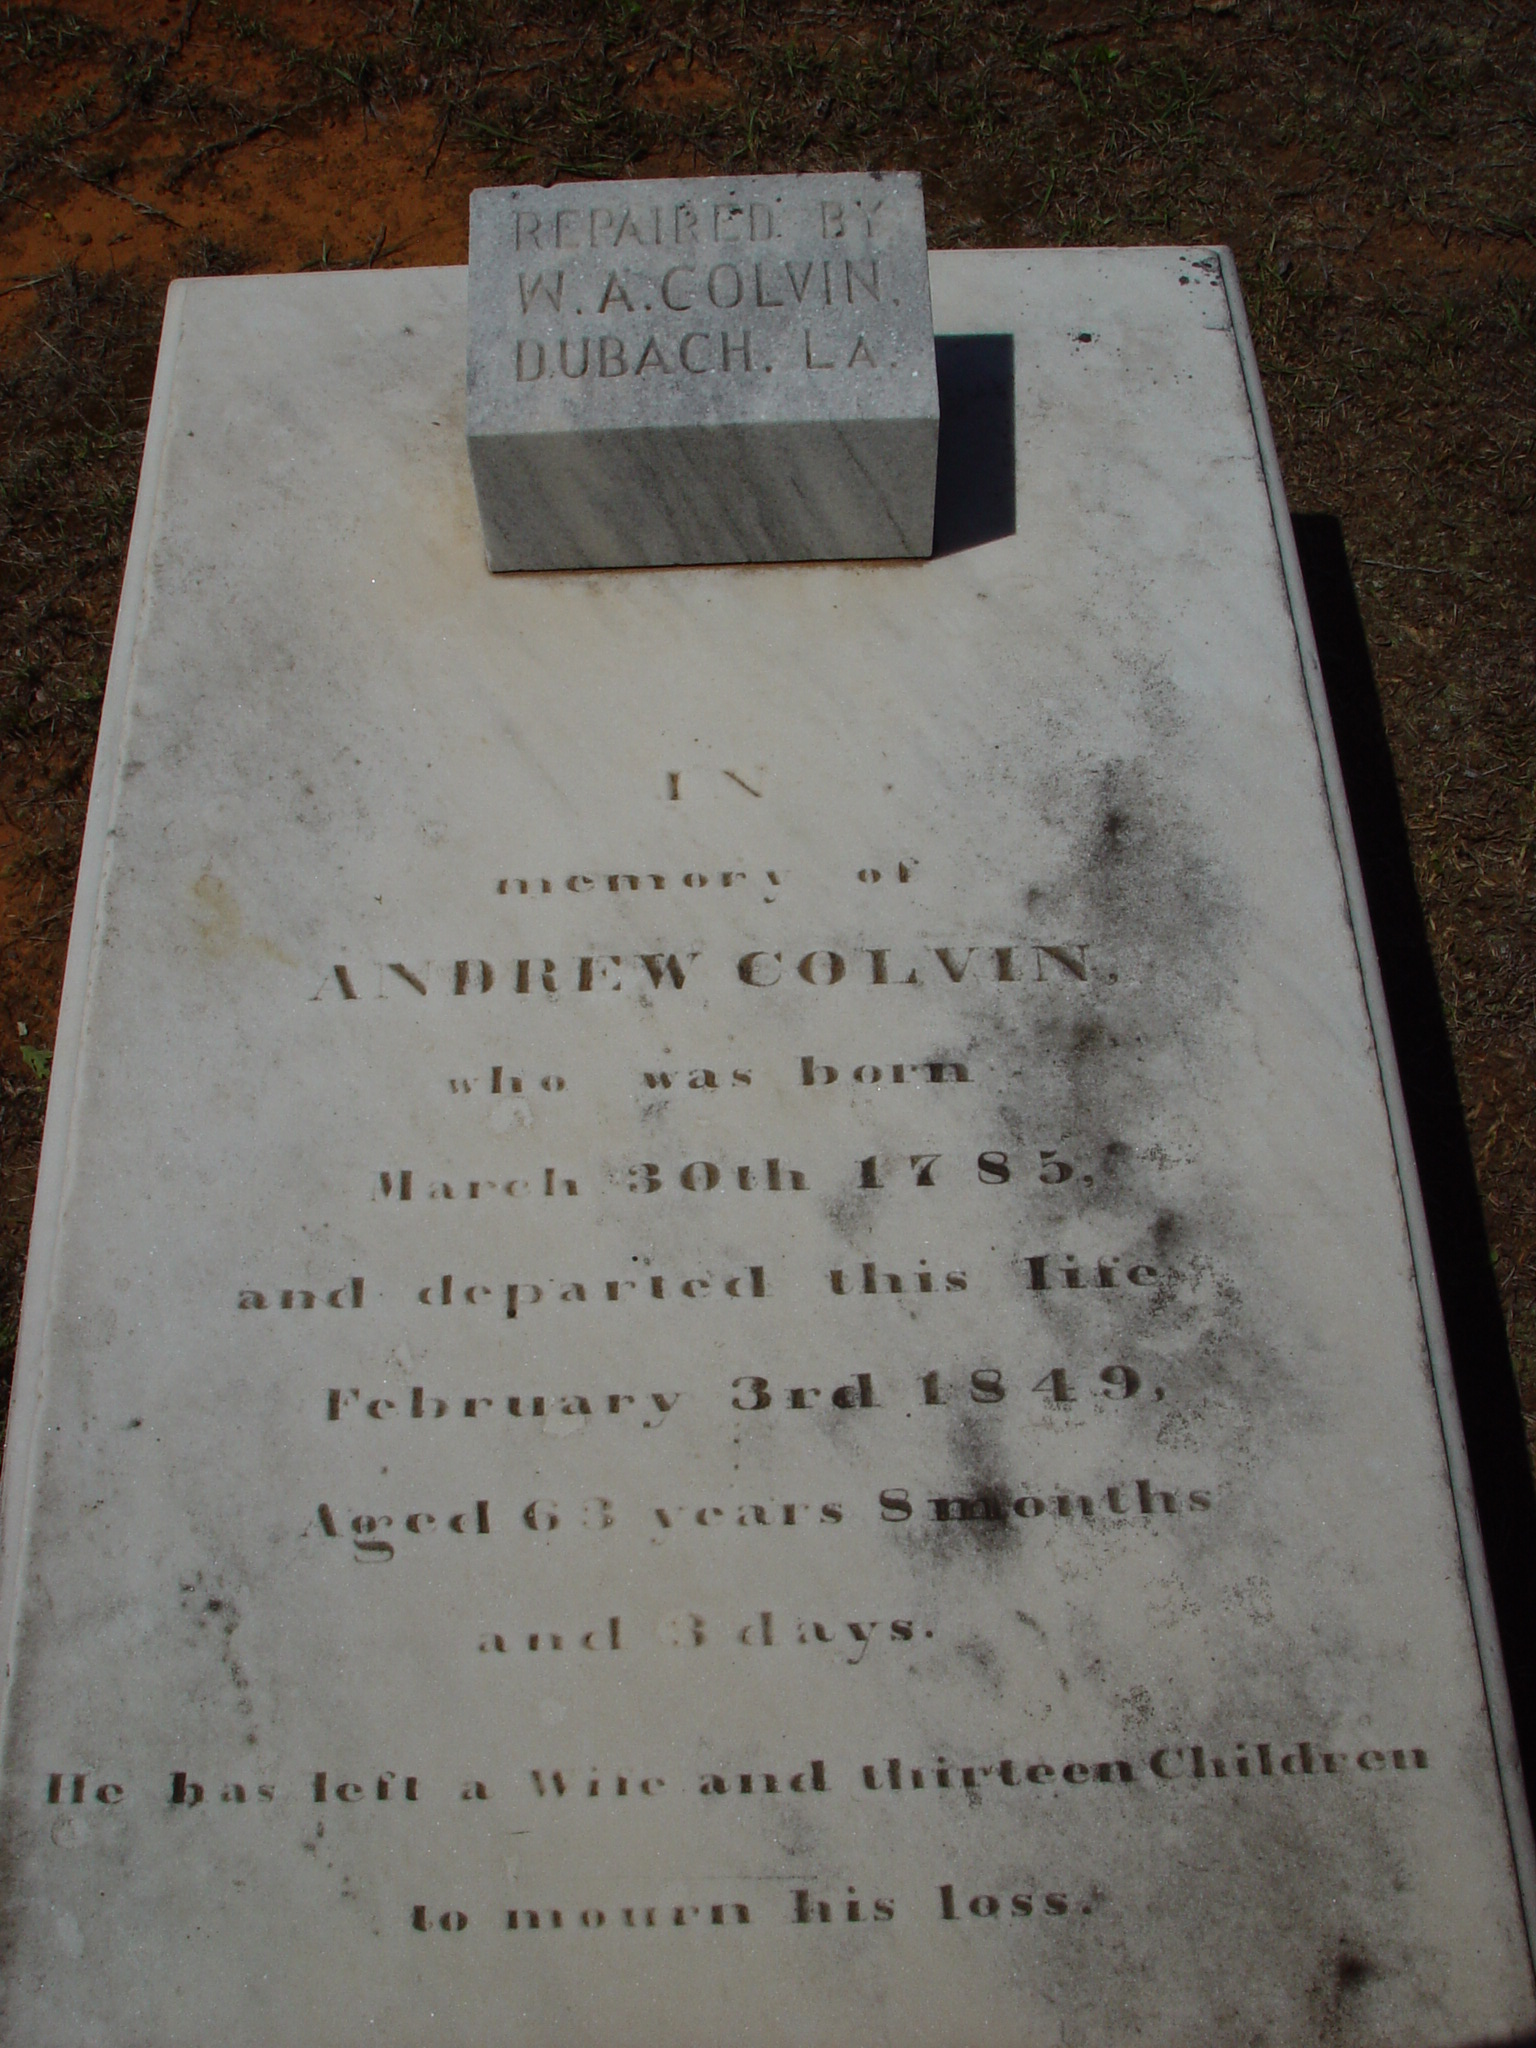 REPAIRED BY
W. A. COLVIN,
DUBACH, LA.
IN
memory of
ANDREW COLVIN,
who was born
March 30th 1785,
and departed this life
February 3rd 1849,
Aged 63 years 8 months
and 3 days.
He has left a Wife and thirteen Children
to mourn his loss.